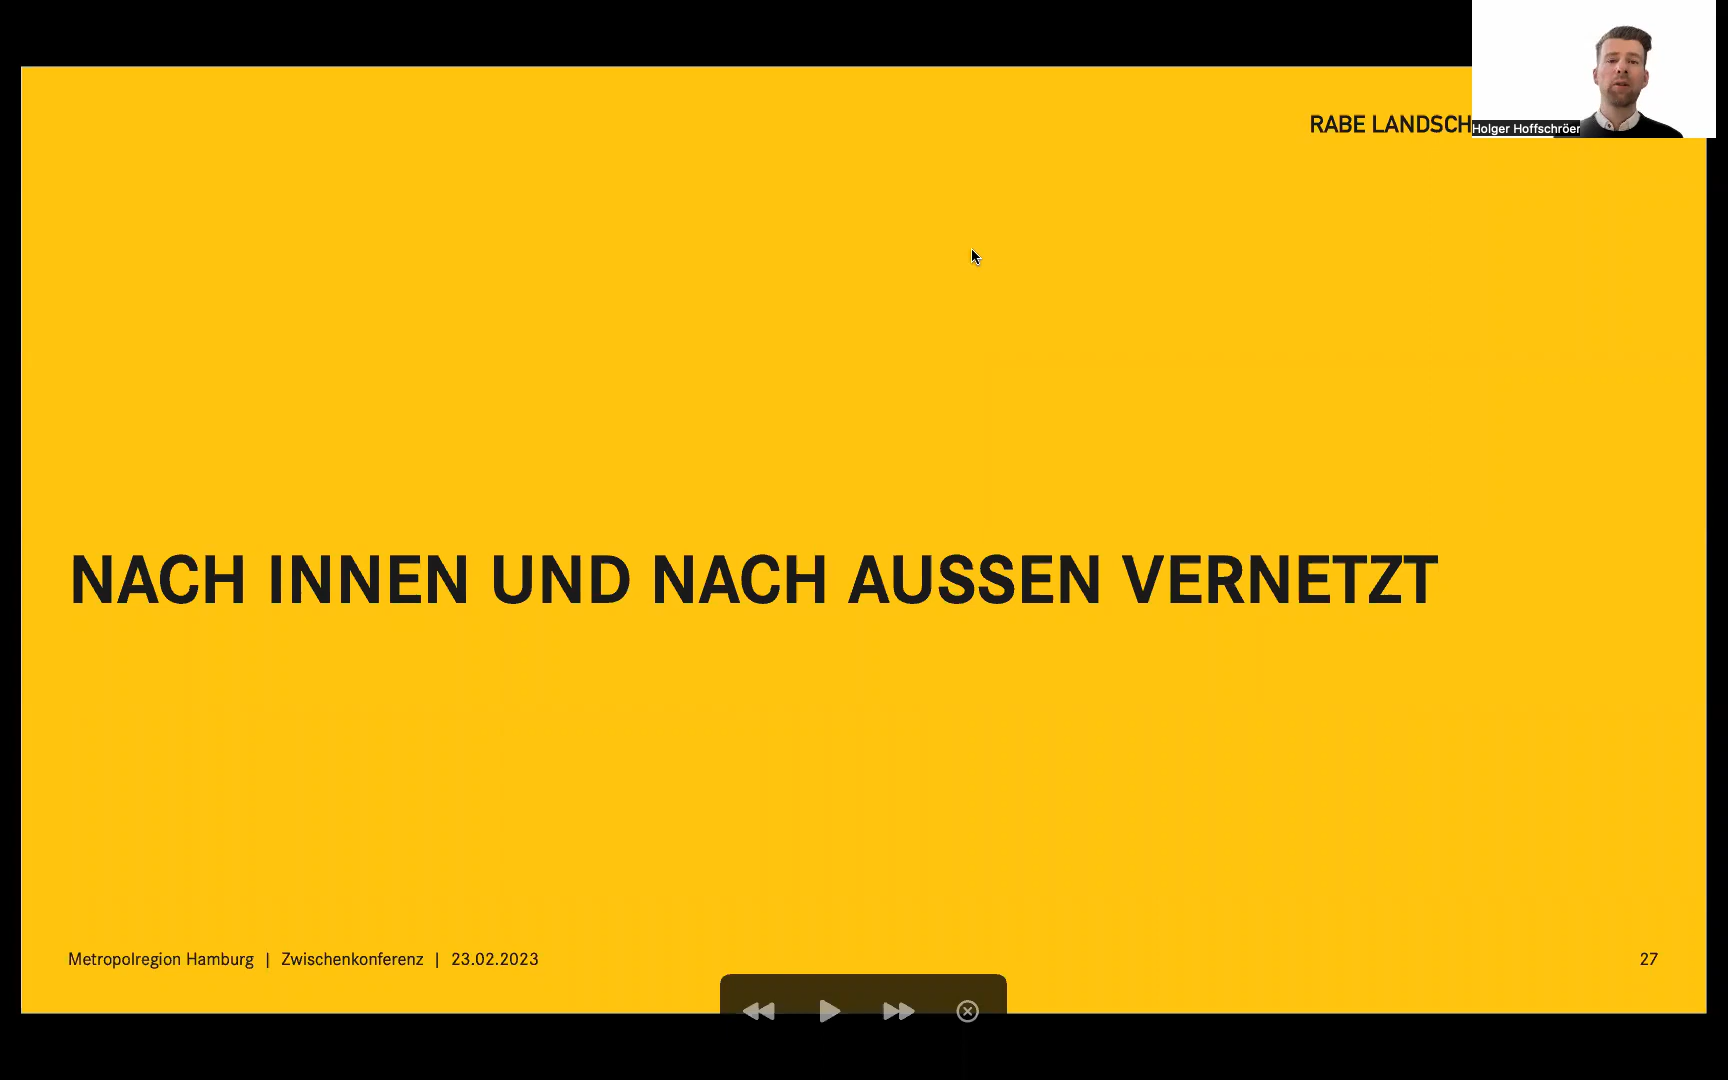 RABE LANDSCH
Holger Hoffschröer
NACH INNEN UND NACH AUSSEN VERNETZT
Metropolregion Hamburg | Zwischenkonferenz | 23.02.2023
27